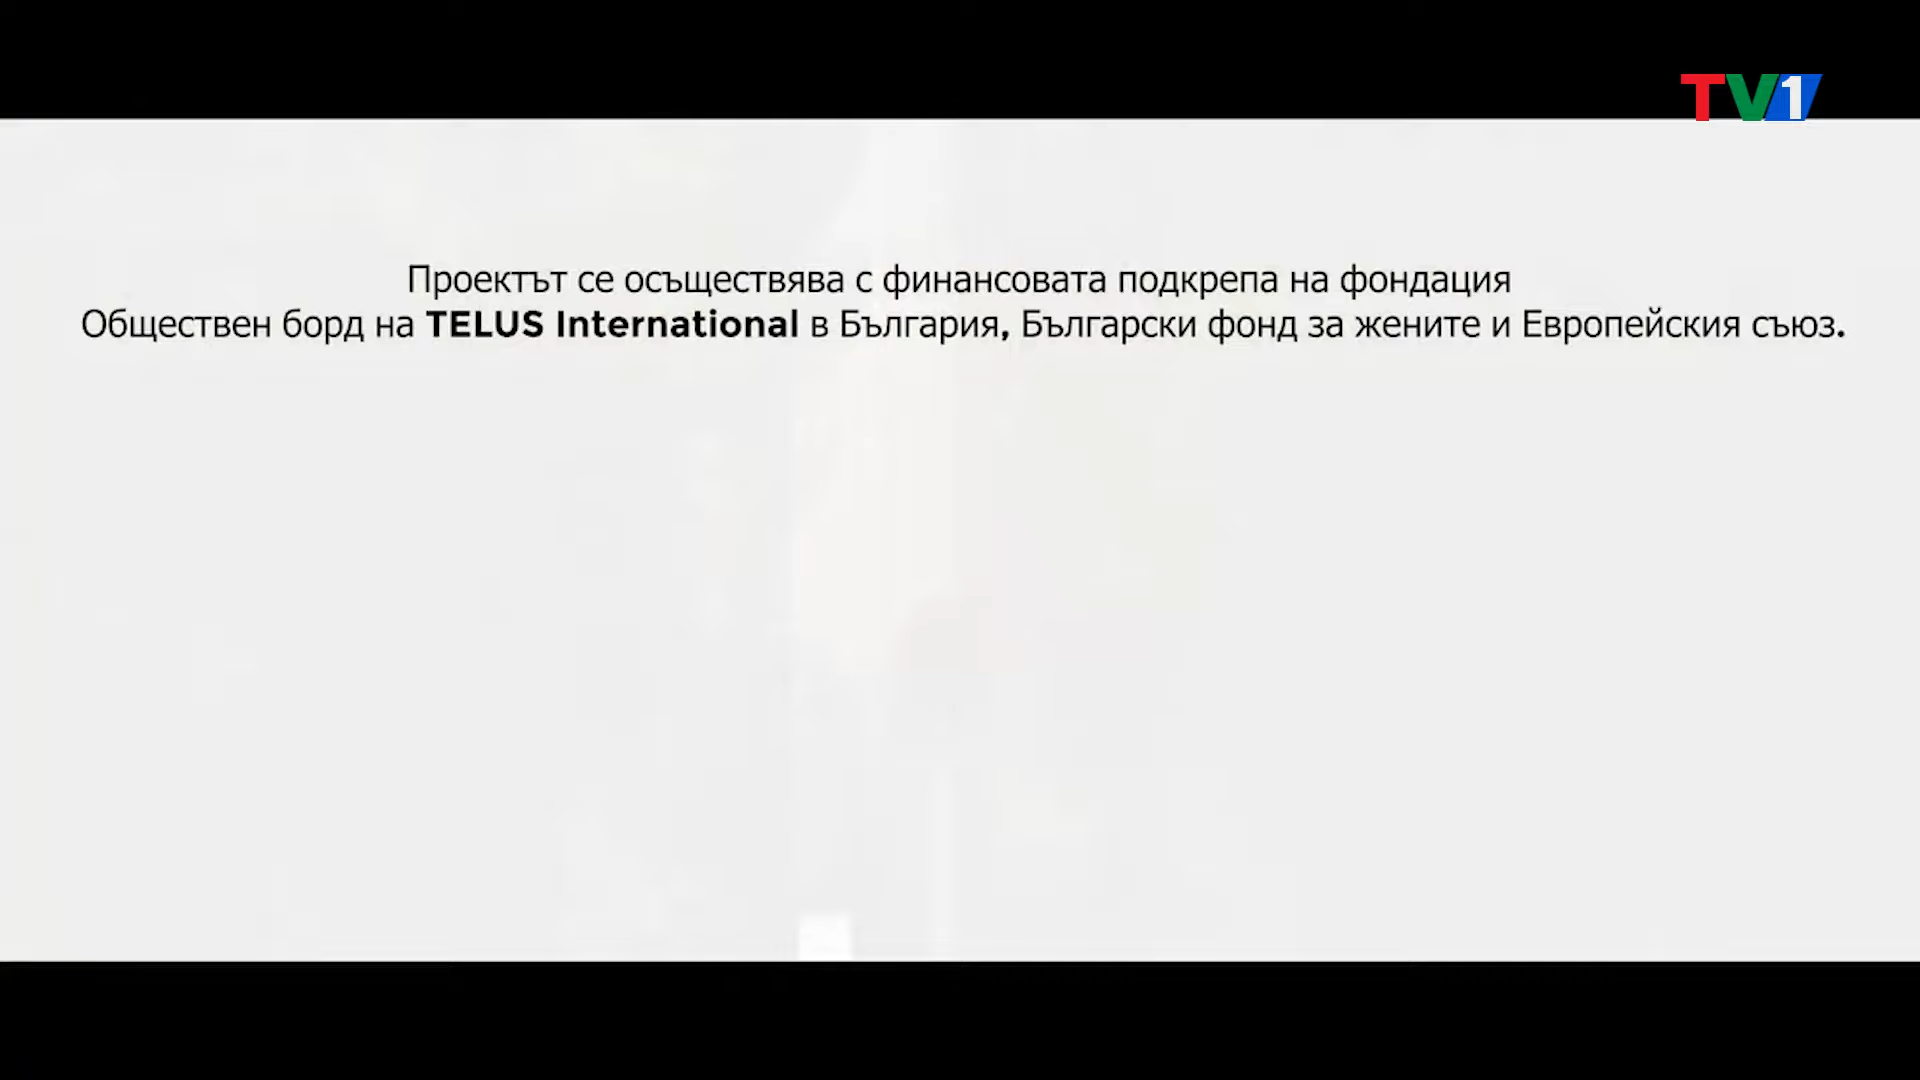 TV1
Проектът се осъществява с финансовата подкрепа на фондация
Обществен борд на TELUS International в България, Български фонд за жените и Европейския съюз.